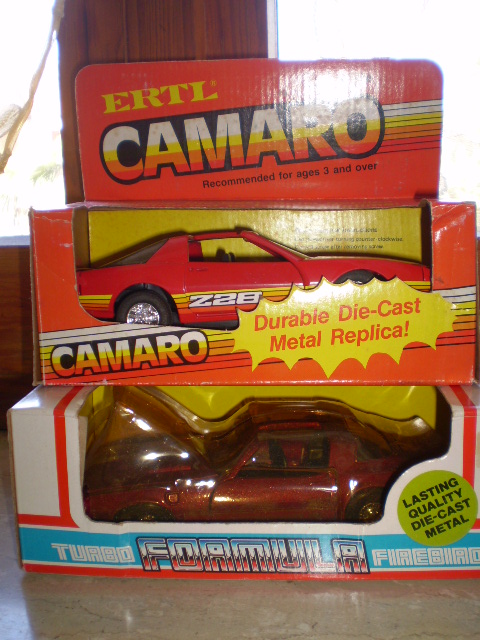 ERTL®
CAMARO
Recommended for ages 3 and over
Z28
Durable Die-Cast
Metal Replica!
CAMARO
LASTING
QUALITY
DIE-CAST
METAL
TURBO FORMULA FIREBIRD